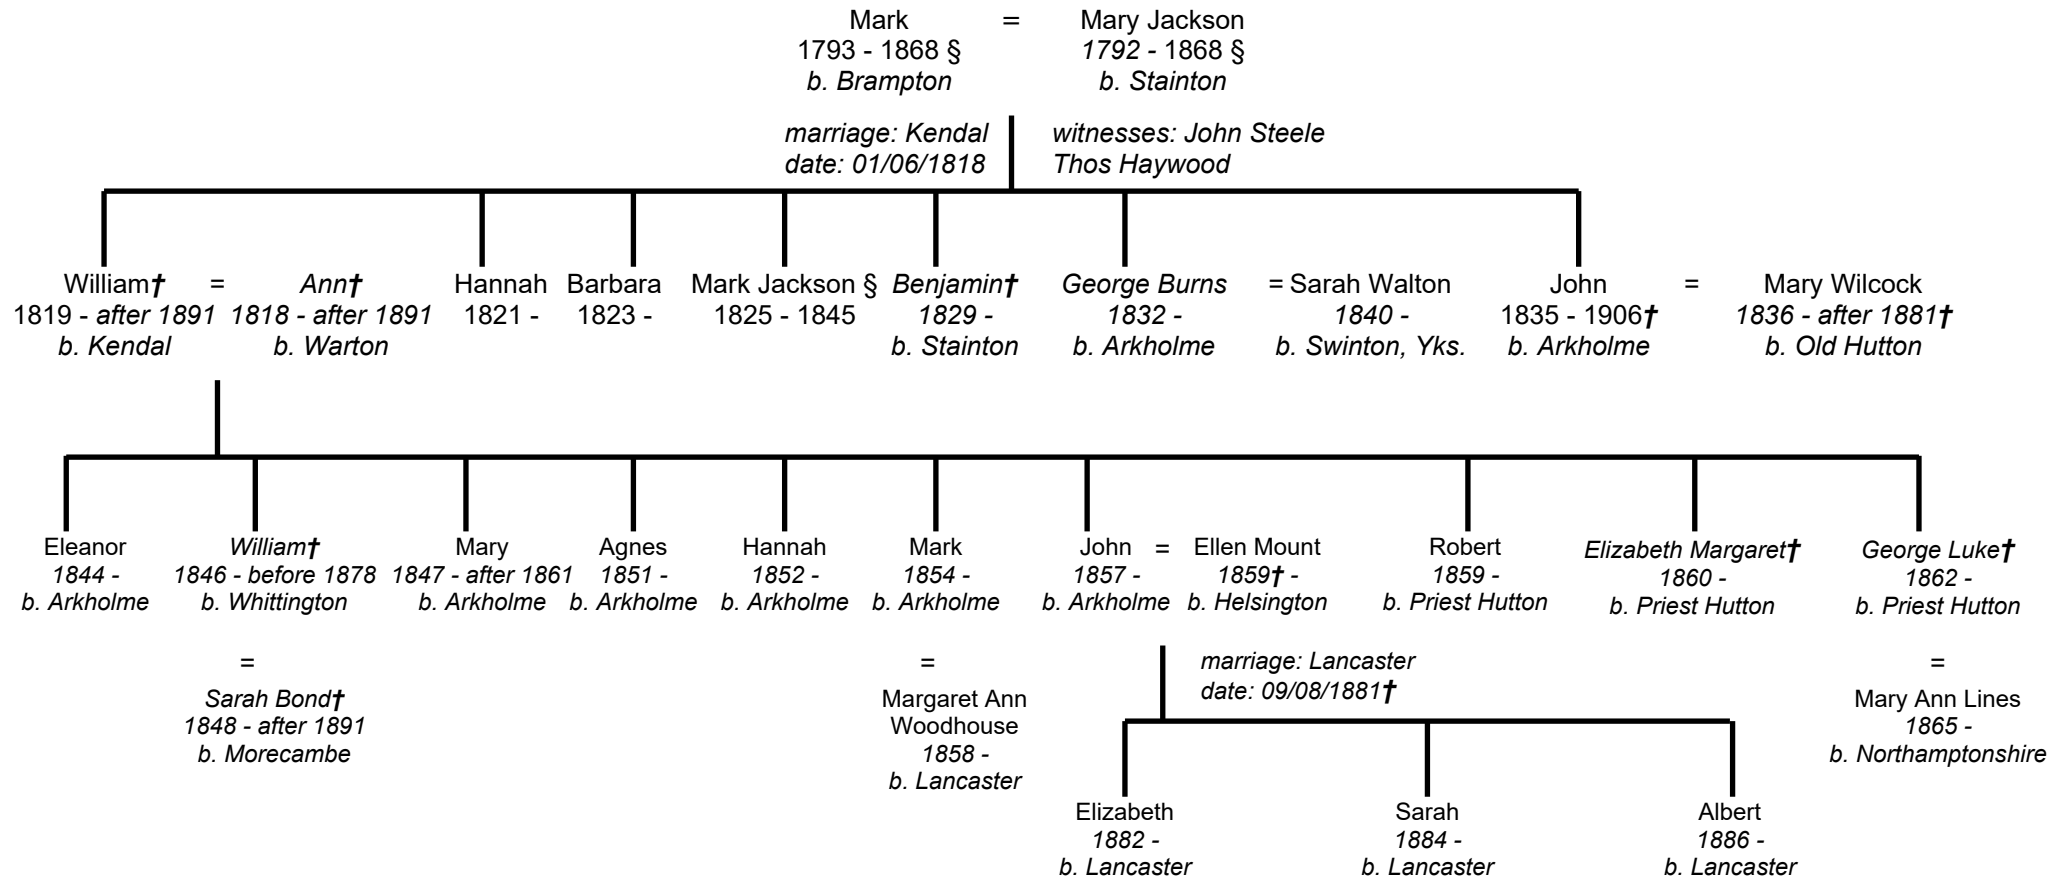 Mark = Mary Jackson
1793 - 1868 § 1792 - 1868 §
b. Brampton b. Stainton
marriage: Kendal witnesses: John Steele
date: 01/06/1818 Thos Haywood
William† = Ann† Hannah Barbara Mark Jackson § Benjamin† George Burns = Sarah Walton John = Mary Wilcock
1819 - after 1891 1818 - after 1891 1821 - 1823 - 1825 - 1845 1829 - 1832 - 1840 - 1835 - 1906† 1836 - after 1881†
b. Kendal b. Warton b. Stainton b. Arkholme b. Swinton, Yks. b. Arkholme b. Old Hutton
Eleanor William† Mary Agnes Hannah Mark John = Ellen Mount Robert Elizabeth Margaret† George Luke†
1844 - 1846 - before 1878 1847 - after 1861 1851 - 1852 - 1854 - 1857 - 1859† - 1859 - 1860 - 1862 -
b. Arkholme b. Whittington b. Arkholme b. Arkholme b. Arkholme b. Arkholme b. Arkholme b. Helsington b. Priest Hutton b. Priest Hutton b. Priest Hutton
= = marriage: Lancaster =
date: 09/08/1881†
Sarah Bond† Margaret Ann Mary Ann Lines
1848 - after 1891 Woodhouse 1865 -
b. Morecambe 1858 - b. Northamptonshire
b. Lancaster
Elizabeth Sarah Albert
1882 - 1884 - 1886 -
b. Lancaster b. Lancaster b. Lancaster